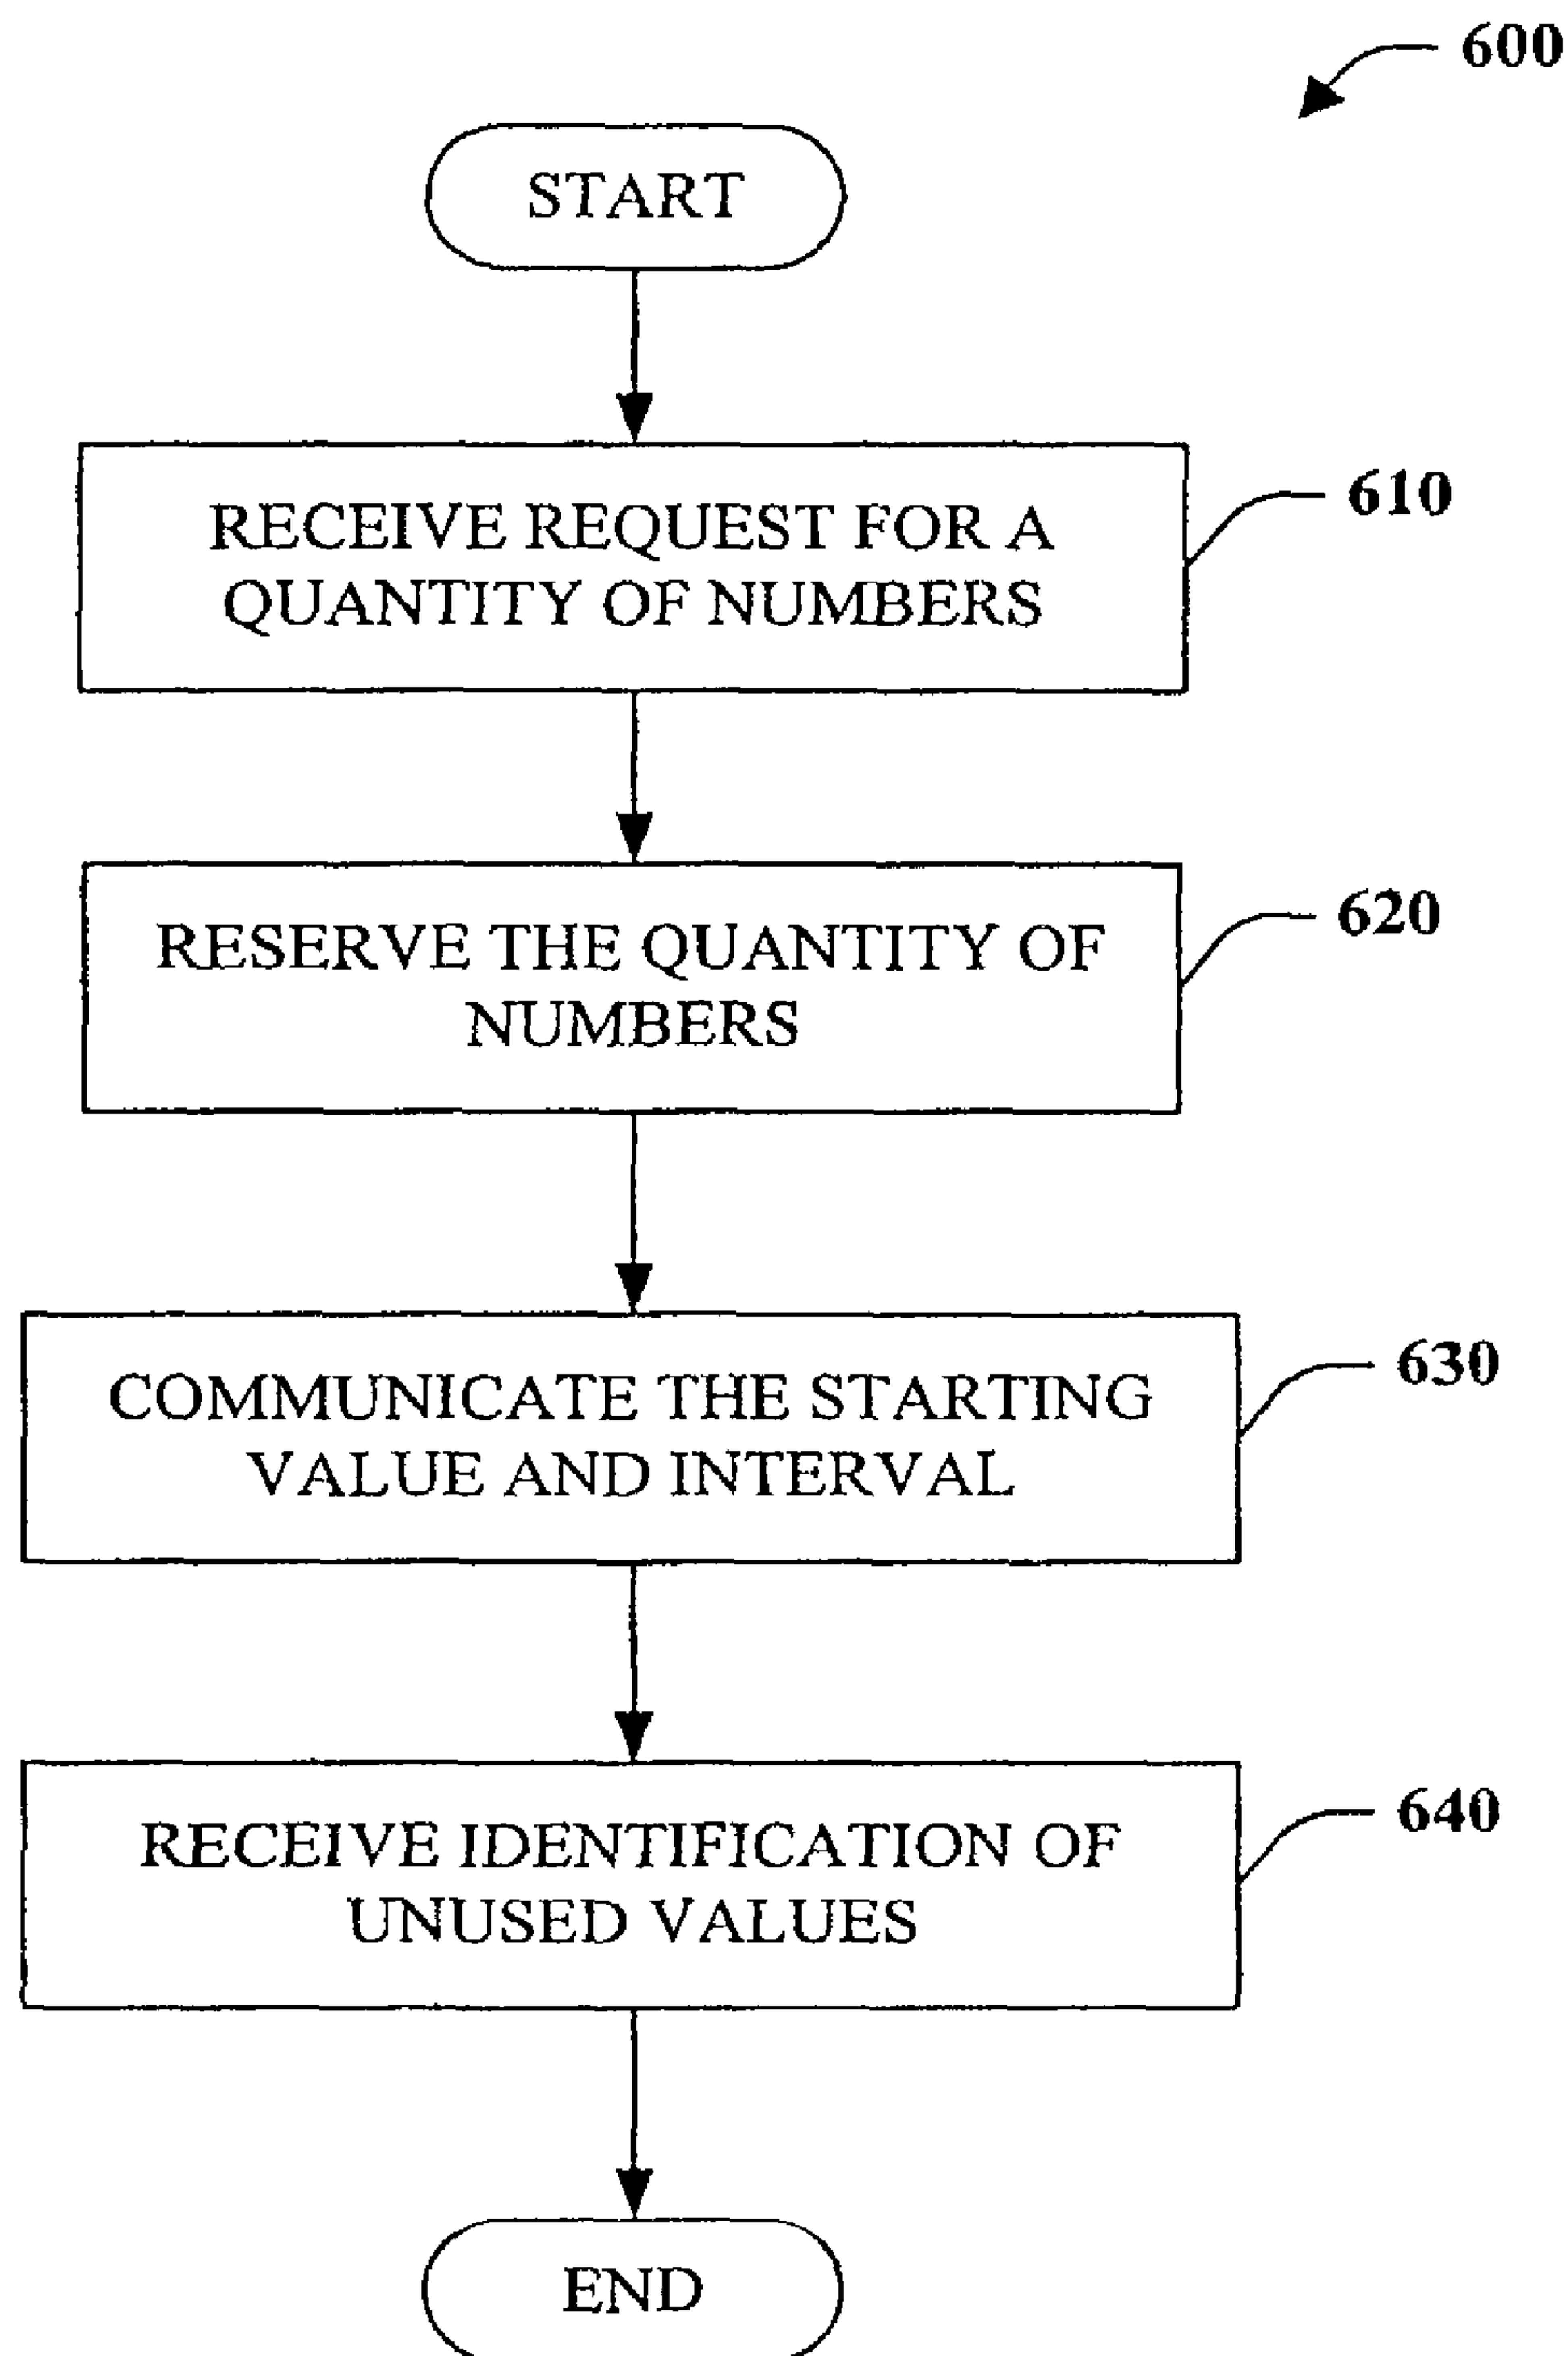 600
START
RECEIVE REQUEST FOR A
QUANTITY OF NUMBERS
610
RESERVE THE QUANTITY OF
NUMBERS
620
COMMUNICATE THE STARTING
VALUE AND INTERVAL
630
RECEIVE IDENTIFICATION OF
UNUSED VALUES
640
END